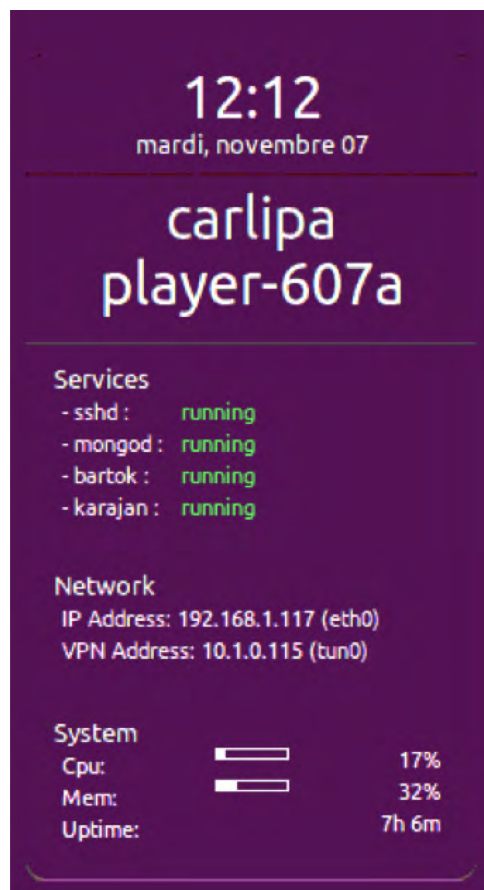 12:12
mardi, novembre 07
carlipa
player-607a
Services
- sshd : running
- mongod : running
- bartok : running
- karajan : running
Network
IP Address: 192.168.1.117 (eth0)
VPN Address: 10.1.0.115 (tun0)
System
Cpu: 17%
Mem: 32%
Uptime: 7h 6m